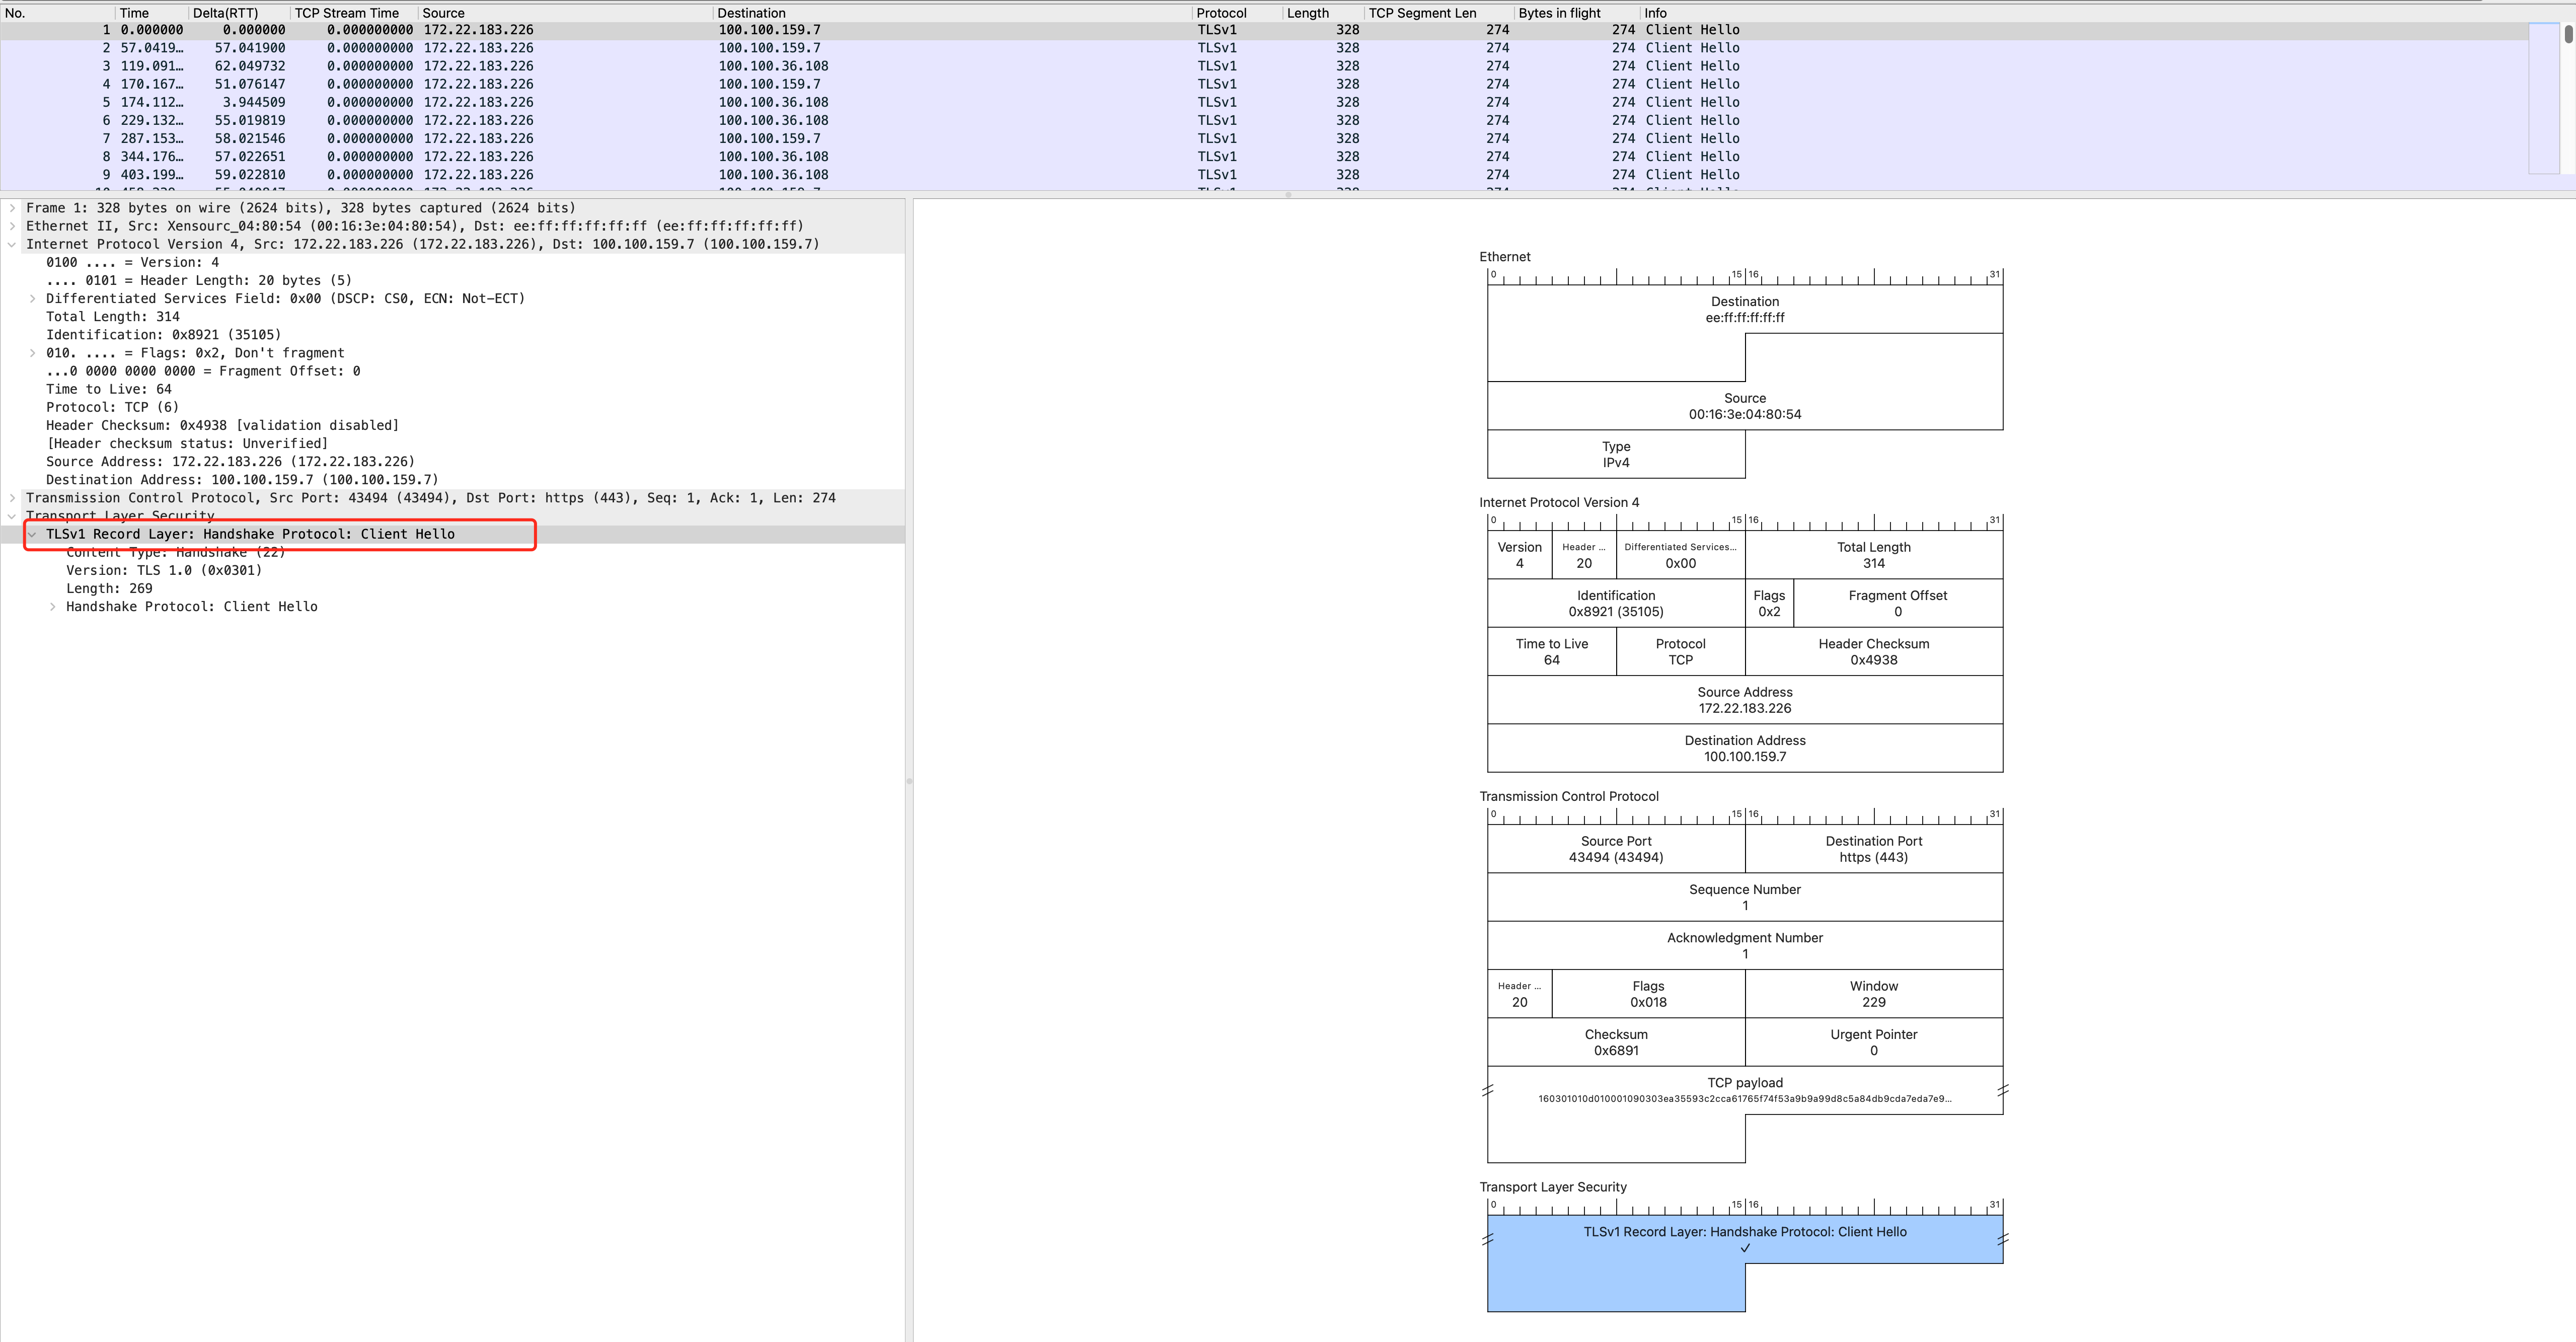 No. Time Delta(RTT) TCP Stream Time Source Destination Protocol Length TCP Segment Len Bytes in flight Info
1 0.000000 0.000000 0.000000000 172.22.183.226 100.100.159.7 TLSv1 328 274 274 Client Hello
2 57.0419… 57.041900 0.000000000 172.22.183.226 100.100.159.7 TLSv1 328 274 274 Client Hello
3 119.091… 62.049732 0.000000000 172.22.183.226 100.100.36.108 TLSv1 328 274 274 Client Hello
4 170.167… 51.076147 0.000000000 172.22.183.226 100.100.159.7 TLSv1 328 274 274 Client Hello
5 174.112… 3.944509 0.000000000 172.22.183.226 100.100.36.108 TLSv1 328 274 274 Client Hello
6 229.132… 55.019819 0.000000000 172.22.183.226 100.100.36.108 TLSv1 328 274 274 Client Hello
7 287.153… 58.021546 0.000000000 172.22.183.226 100.100.159.7 TLSv1 328 274 274 Client Hello
8 344.176… 57.022651 0.000000000 172.22.183.226 100.100.36.108 TLSv1 328 274 274 Client Hello
9 403.199… 59.022810 0.000000000 172.22.183.226 100.100.36.108 TLSv1 328 274 274 Client Hello
Frame 1: 328 bytes on wire (2624 bits), 328 bytes captured (2624 bits)
Ethernet II, Src: Xensourc_04:80:54 (00:16:3e:04:80:54), Dst: ee:ff:ff:ff:ff:ff (ee:ff:ff:ff:ff:ff)
Internet Protocol Version 4, Src: 172.22.183.226 (172.22.183.226), Dst: 100.100.159.7 (100.100.159.7)
0100 .... = Version: 4
.... 0101 = Header Length: 20 bytes (5)
Differentiated Services Field: 0x00 (DSCP: CS0, ECN: Not-ECT)
Total Length: 314
Identification: 0x8921 (35105)
010. .... = Flags: 0x2, Don't fragment
...0 0000 0000 0000 = Fragment Offset: 0
Time to Live: 64
Protocol: TCP (6)
Header Checksum: 0x4938 [validation disabled]
[Header checksum status: Unverified]
Source Address: 172.22.183.226 (172.22.183.226)
Destination Address: 100.100.159.7 (100.100.159.7)
Transmission Control Protocol, Src Port: 43494 (43494), Dst Port: https (443), Seq: 1, Ack: 1, Len: 274
Transport Layer Security
TLSv1 Record Layer: Handshake Protocol: Client Hello
Content Type: Handshake (22)
Version: TLS 1.0 (0x0301)
Length: 269
Handshake Protocol: Client Hello
Ethernet
0 15 16 31
Destination
ee:ff:ff:ff:ff:ff
Source
00:16:3e:04:80:54
Type
IPv4
Internet Protocol Version 4
0 15 16 31
Version Header ... Differentiated Services... Total Length
4 20 0x00 314
Identification Flags Fragment Offset
0x8921 (35105) 0x2 0
Time to Live Protocol Header Checksum
64 TCP 0x4938
Source Address
172.22.183.226
Destination Address
100.100.159.7
Transmission Control Protocol
0 15 16 31
Source Port Destination Port
43494 (43494) https (443)
Sequence Number
1
Acknowledgment Number
1
Header ... Flags Window
20 0x018 229
Checksum Urgent Pointer
0x6891 0
TCP payload
160301010d010001090303ea35593c2cca61765f74f53a9b9a99d8c5a84db9cda7eda7e9...
Transport Layer Security
0 15 16 31
TLSv1 Record Layer: Handshake Protocol: Client Hello
✓